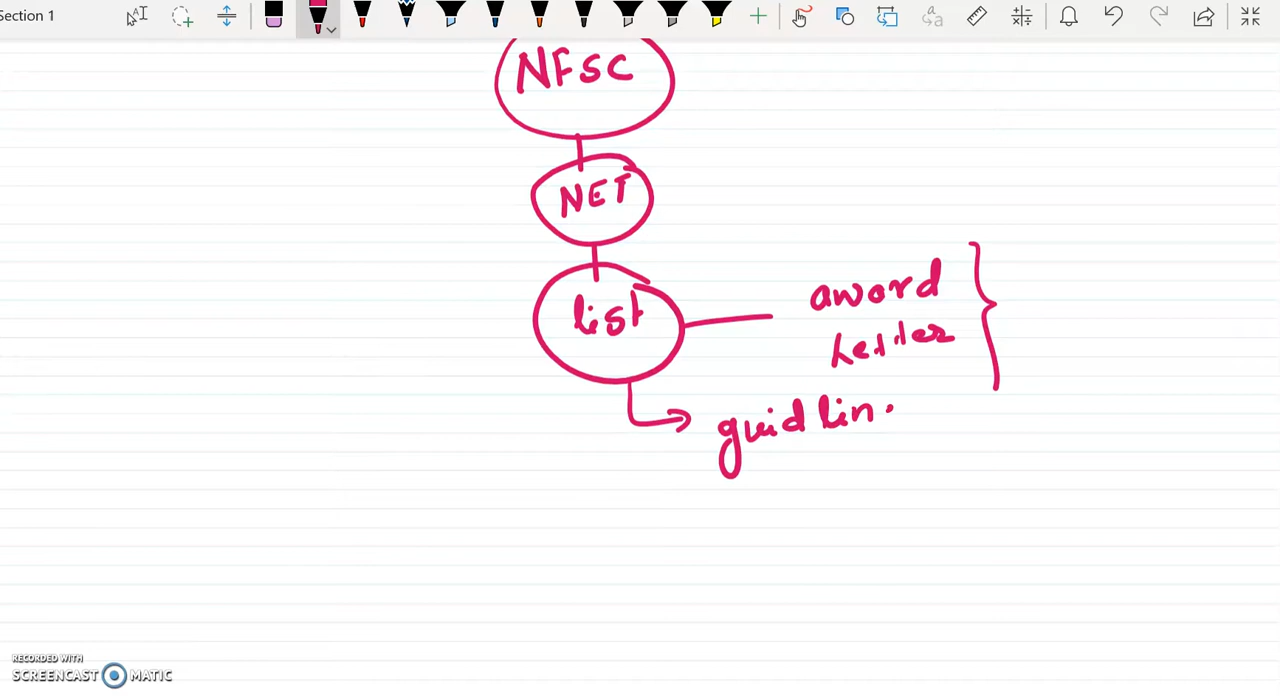 Section 1
NFSC
NET
list
award
Letter
guidlin.
RECORDED WITH
SCREENCAST MATIC